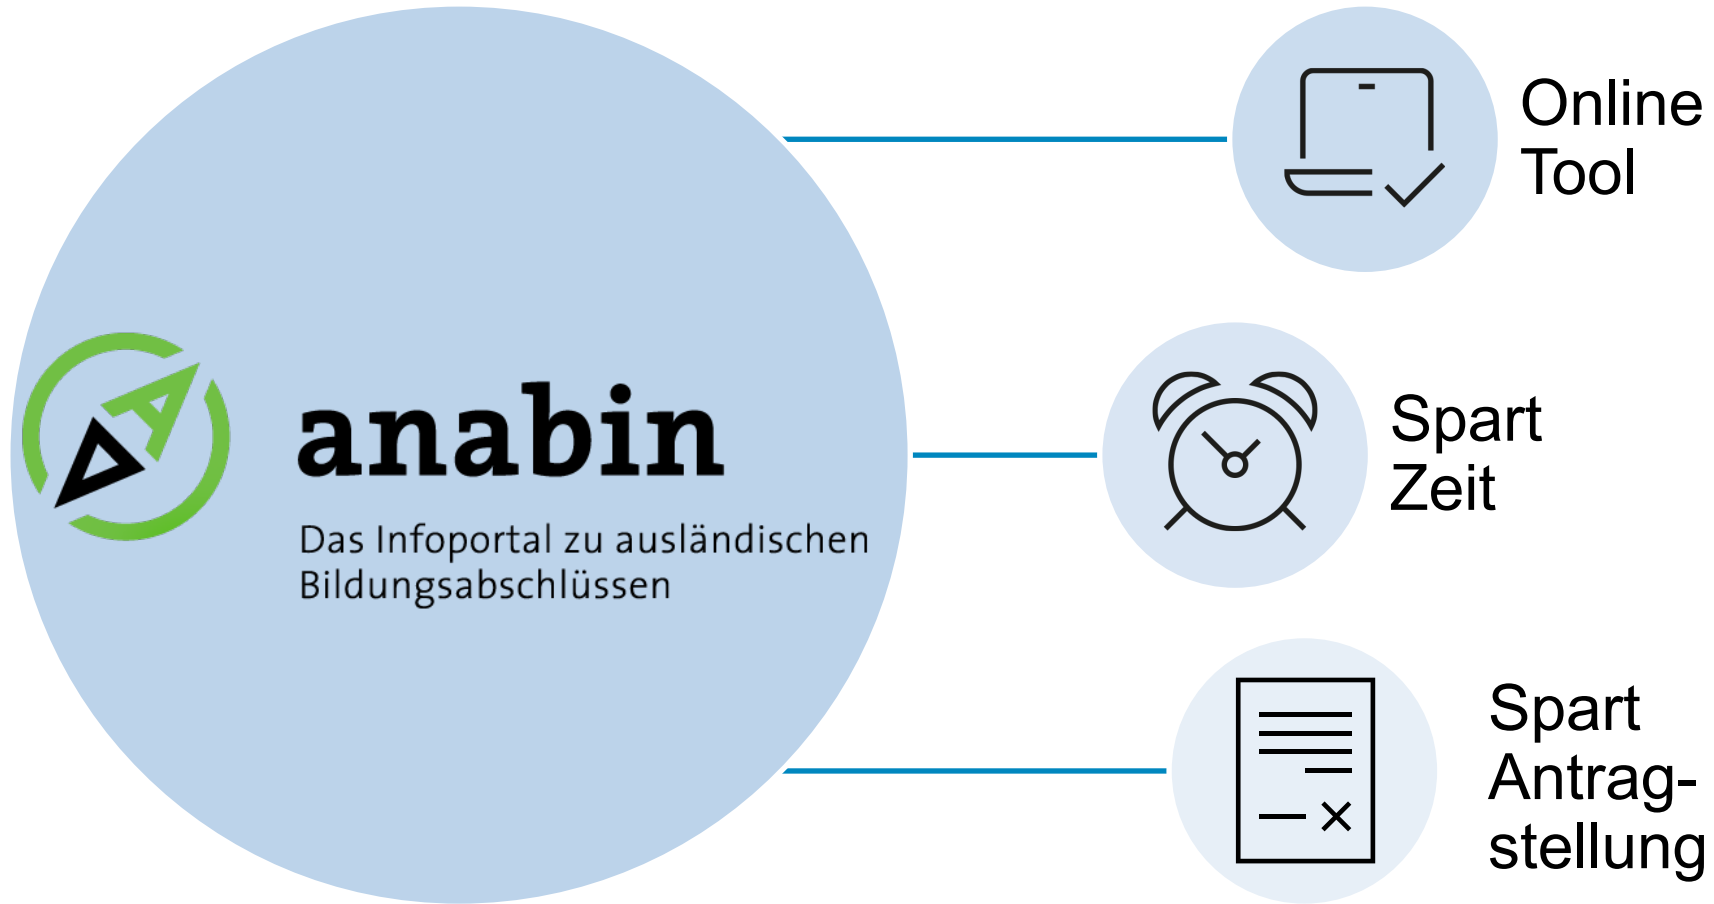 anabin
Das Infoportal zu ausländischen
Bildungsabschlüssen
Online
Tool
Spart
Zeit
Spart
Antrag-
stellung